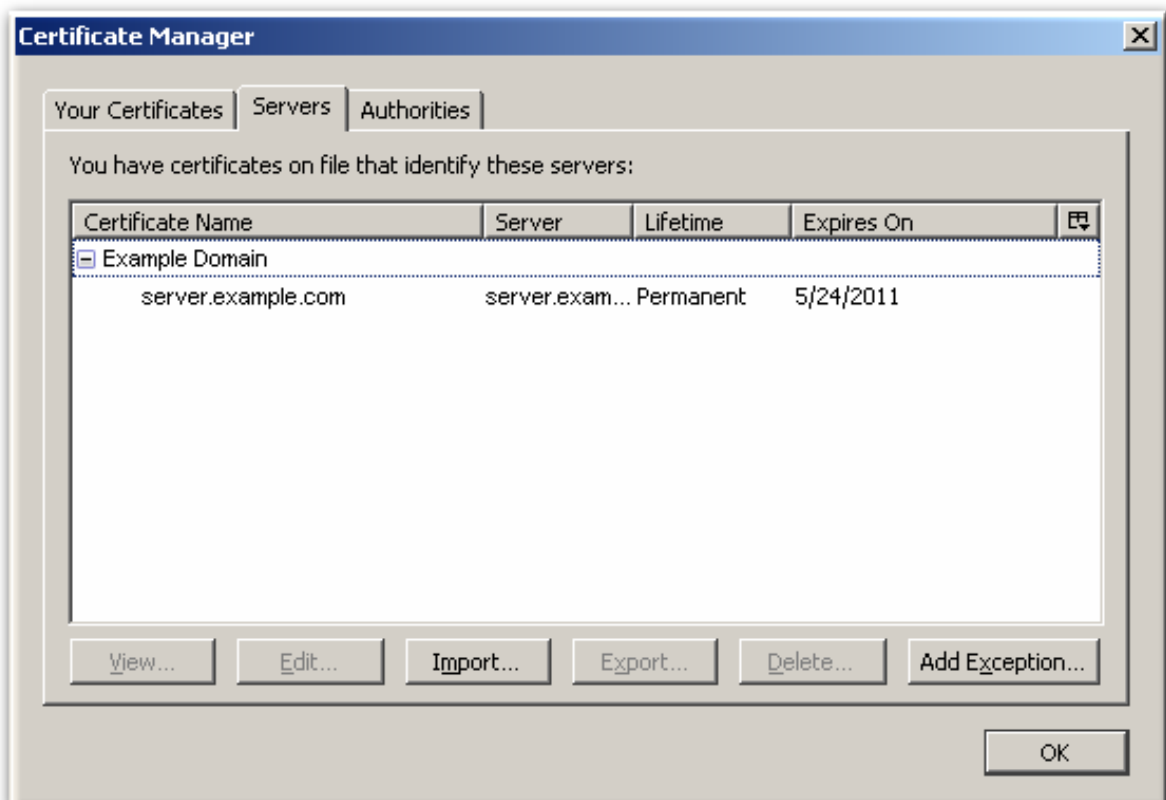 Certificate Manager
Your Certificates Servers Authorities
You have certificates on file that identify these servers:
Certificate Name Server Lifetime Expires On
Example Domain
server.example.com server.exam... Permanent 5/24/2011
View... Edit... Import... Export... Delete... Add Exception...
OK